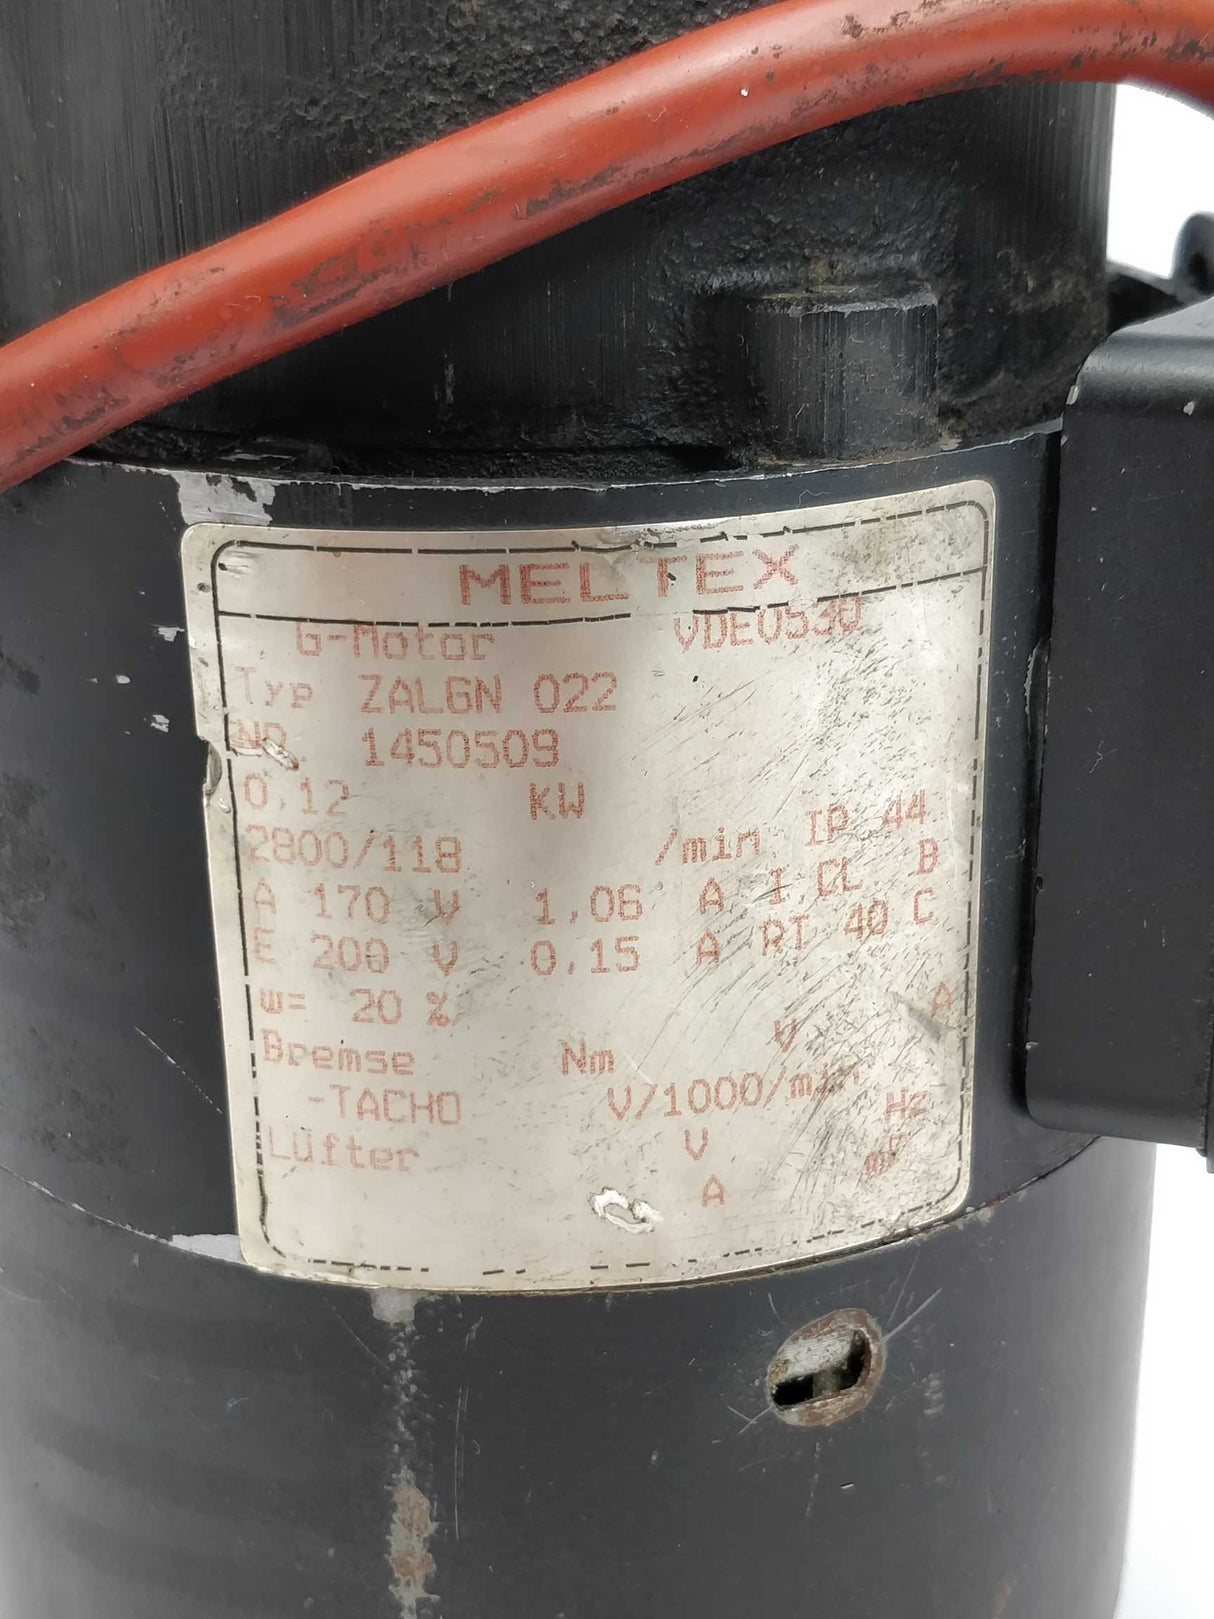 MELTEX
G-Motor VDE0530
Typ ZALGN 022
NR 1450509
0,12 KW
2800/118 /min IP 44
A 170 V 1,06 A I CL B
E 200 V 0,15 A RT 40 C
w= 20 %
Bremse Nm V A
-TACHO V/1000/min
Lüfter V Hz
A mF